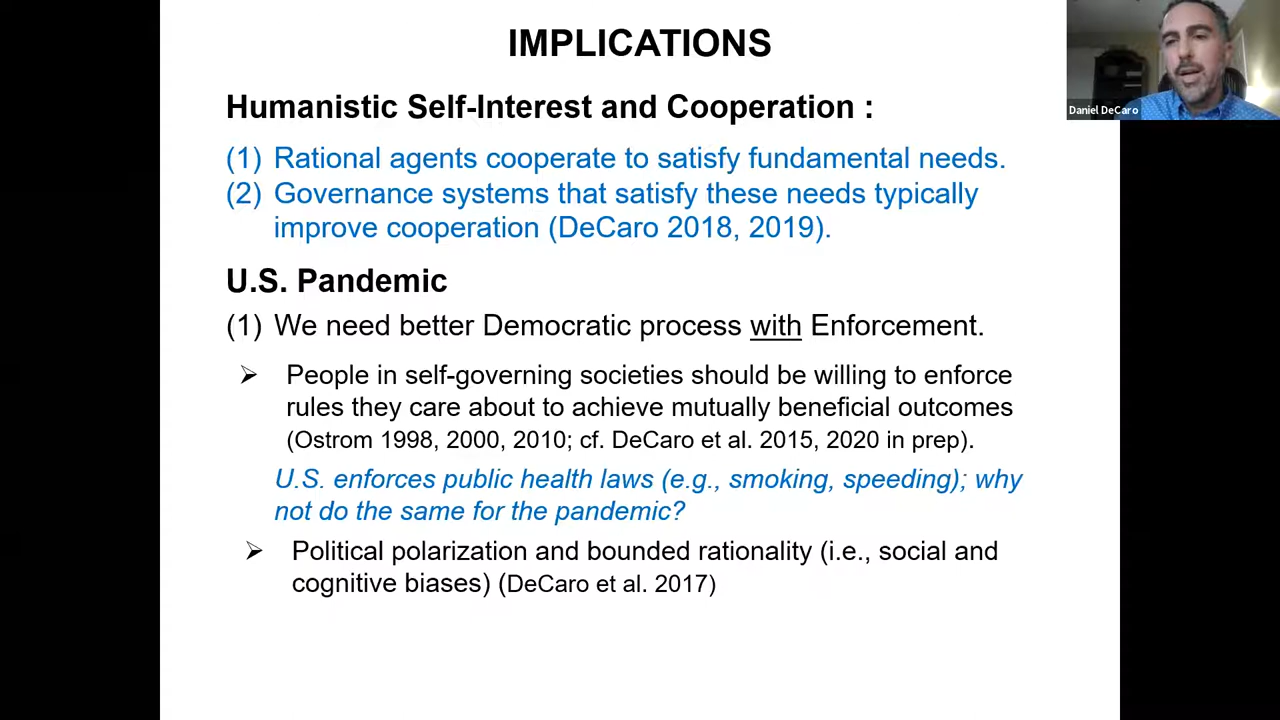 IMPLICATIONS
Daniel DeCaro
Humanistic Self-Interest and Cooperation :
(1) Rational agents cooperate to satisfy fundamental needs.
(2) Governance systems that satisfy these needs typically
improve cooperation (DeCaro 2018, 2019).
U.S. Pandemic
(1) We need better Democratic process with Enforcement.
➢ People in self-governing societies should be willing to enforce
rules they care about to achieve mutually beneficial outcomes
(Ostrom 1998, 2000, 2010; cf. DeCaro et al. 2015, 2020 in prep).
U.S. enforces public health laws (e.g., smoking, speeding); why
not do the same for the pandemic?
➢ Political polarization and bounded rationality (i.e., social and
cognitive biases) (DeCaro et al. 2017)